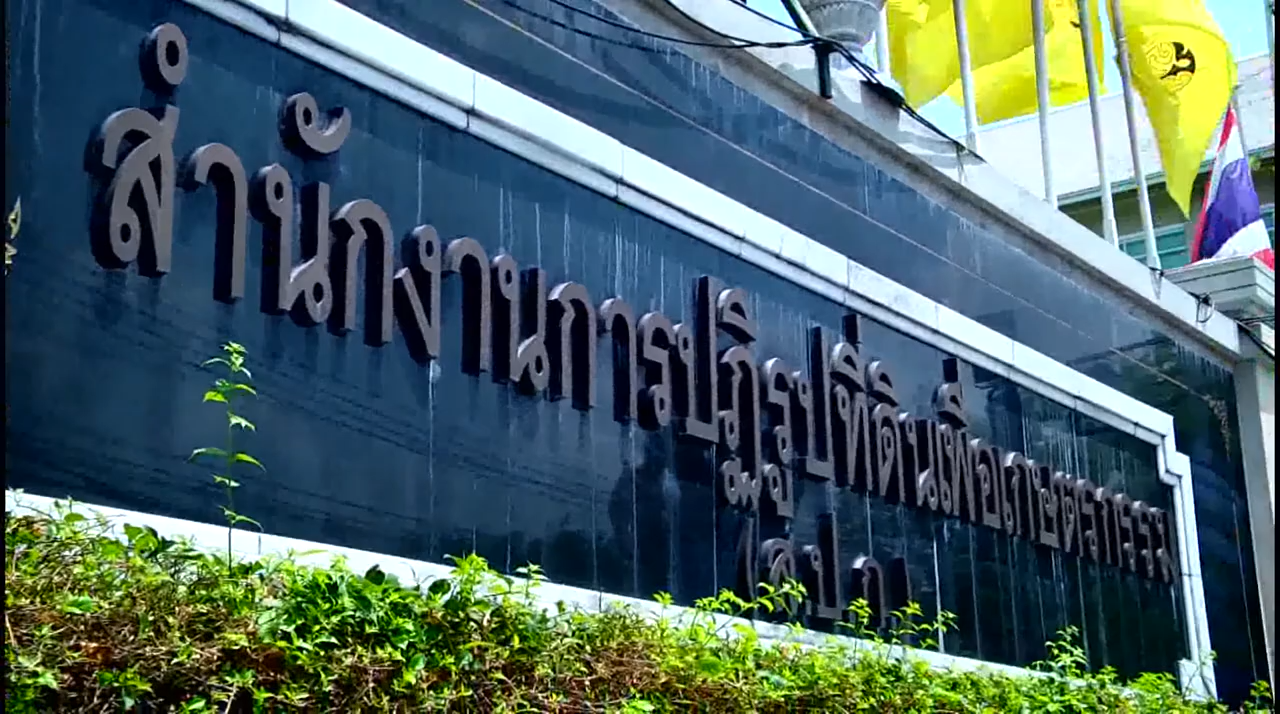 สำนักงานการปฏิรูปที่ดินเพื่อเกษตรกรรม
(ส.ป.ก.)